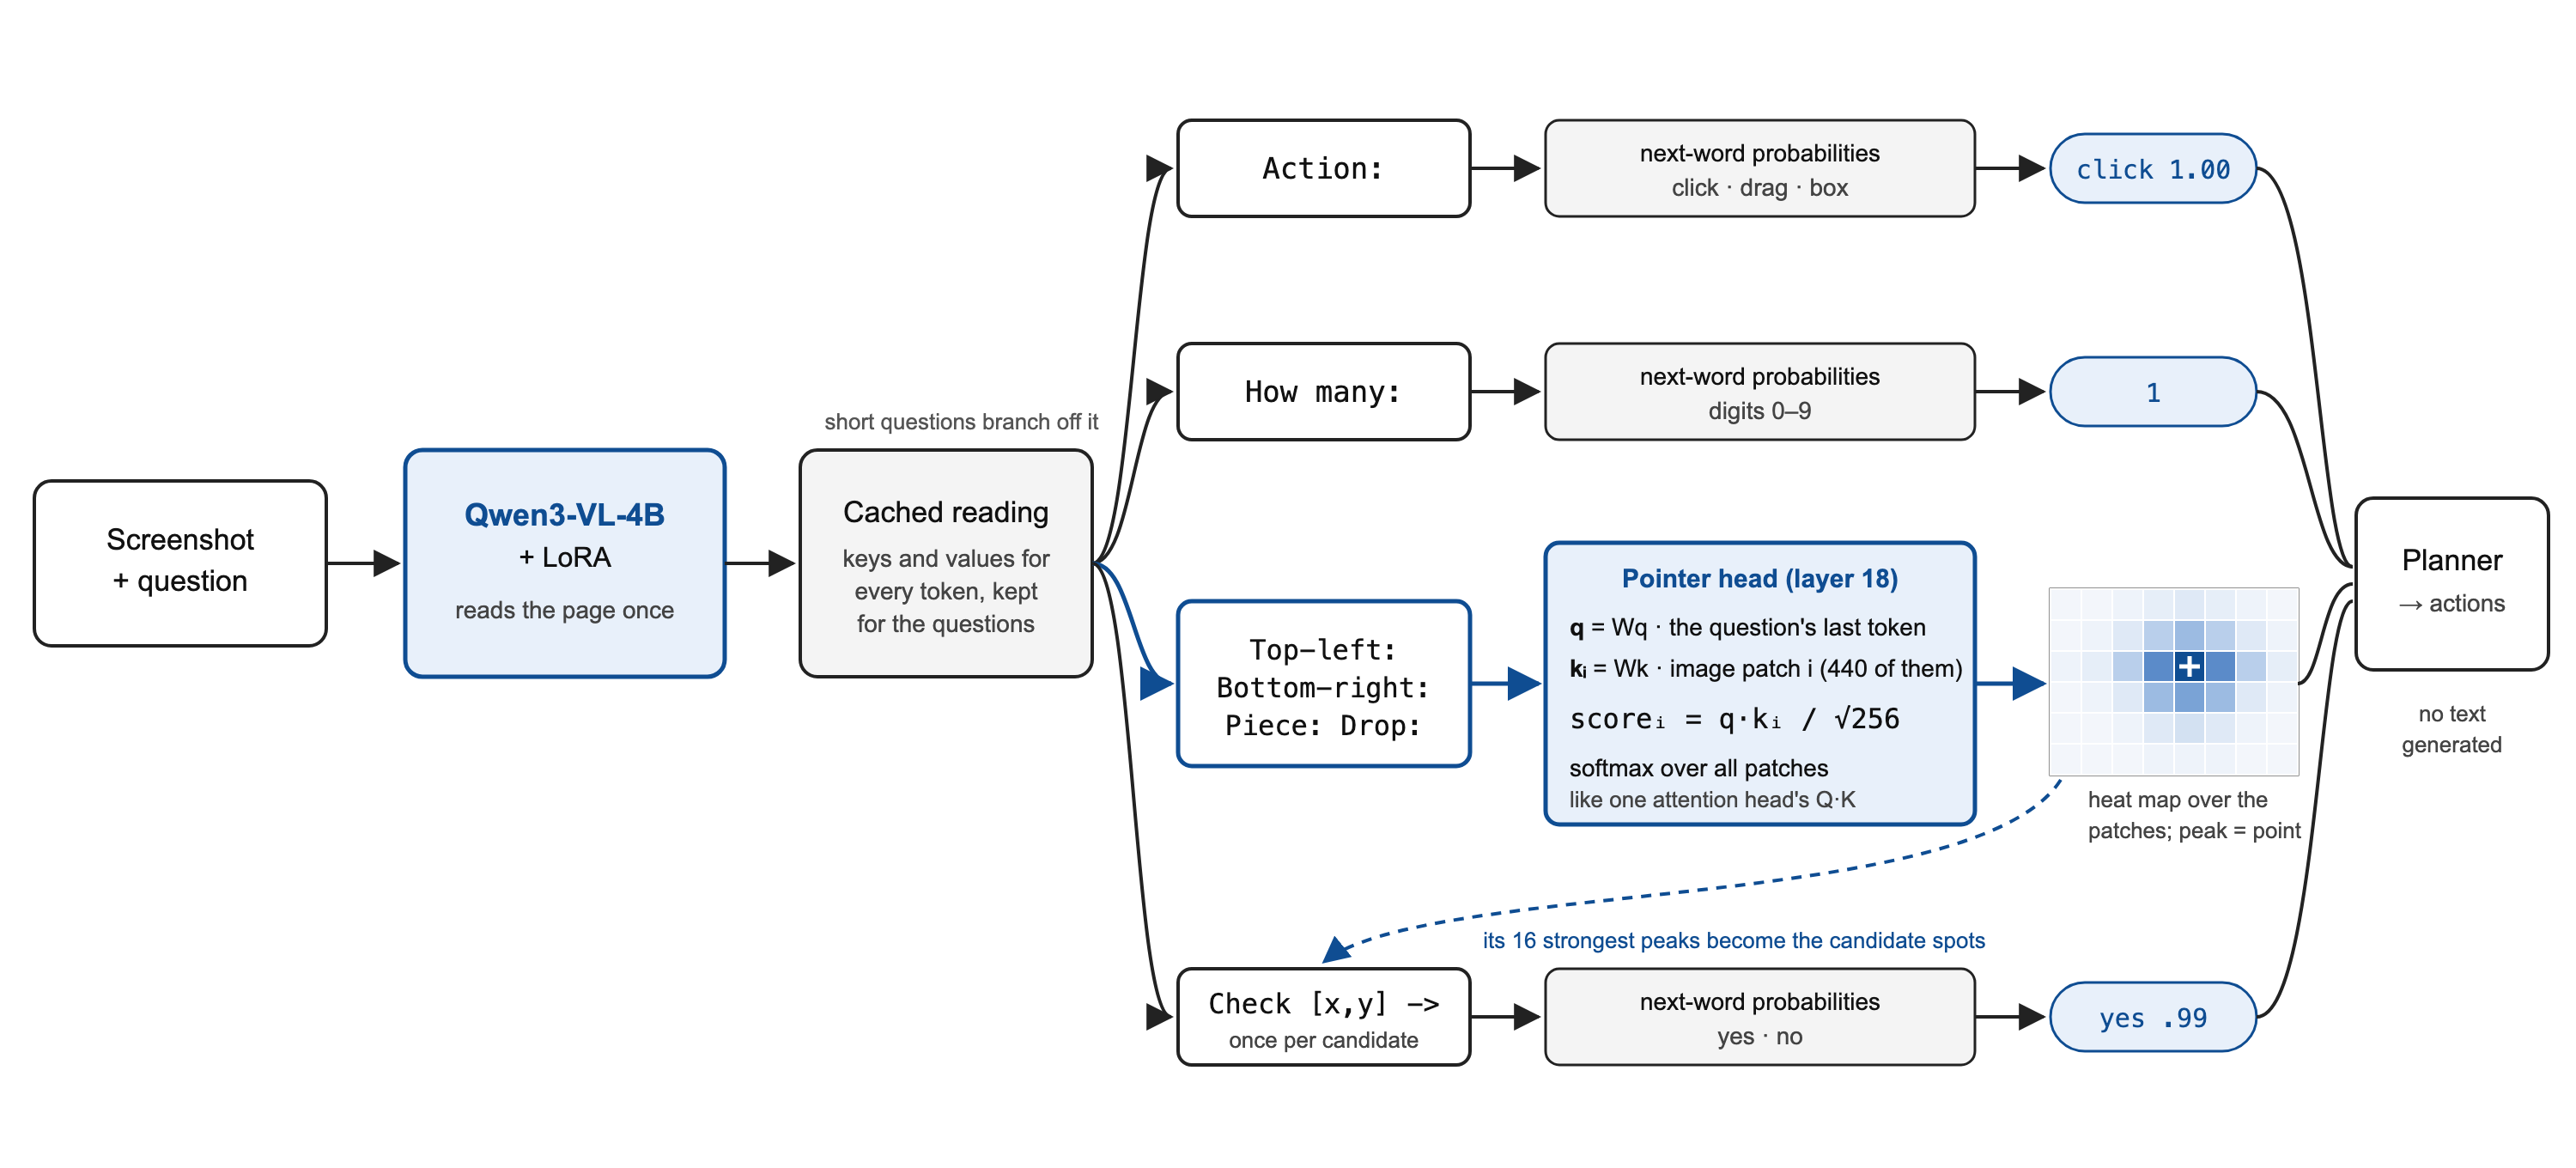 Screenshot
+ question
Qwen3-VL-4B
+ LoRA
reads the page once
short questions branch off it
Cached reading
keys and values for
every token, kept
for the questions
Action:
next-word probabilities
click · drag · box
click 1.00
How many:
next-word probabilities
digits 0–9
1
Top-left:
Bottom-right:
Piece: Drop:
Pointer head (layer 18)
q = Wq · the question's last token
kᵢ = Wk · image patch i (440 of them)
scoreᵢ = q·kᵢ / √256
softmax over all patches
like one attention head's Q·K
+
heat map over the
patches; peak = point
its 16 strongest peaks become the candidate spots
Check [x,y] ->
once per candidate
next-word probabilities
yes · no
yes .99
Planner
→ actions
no text
generated